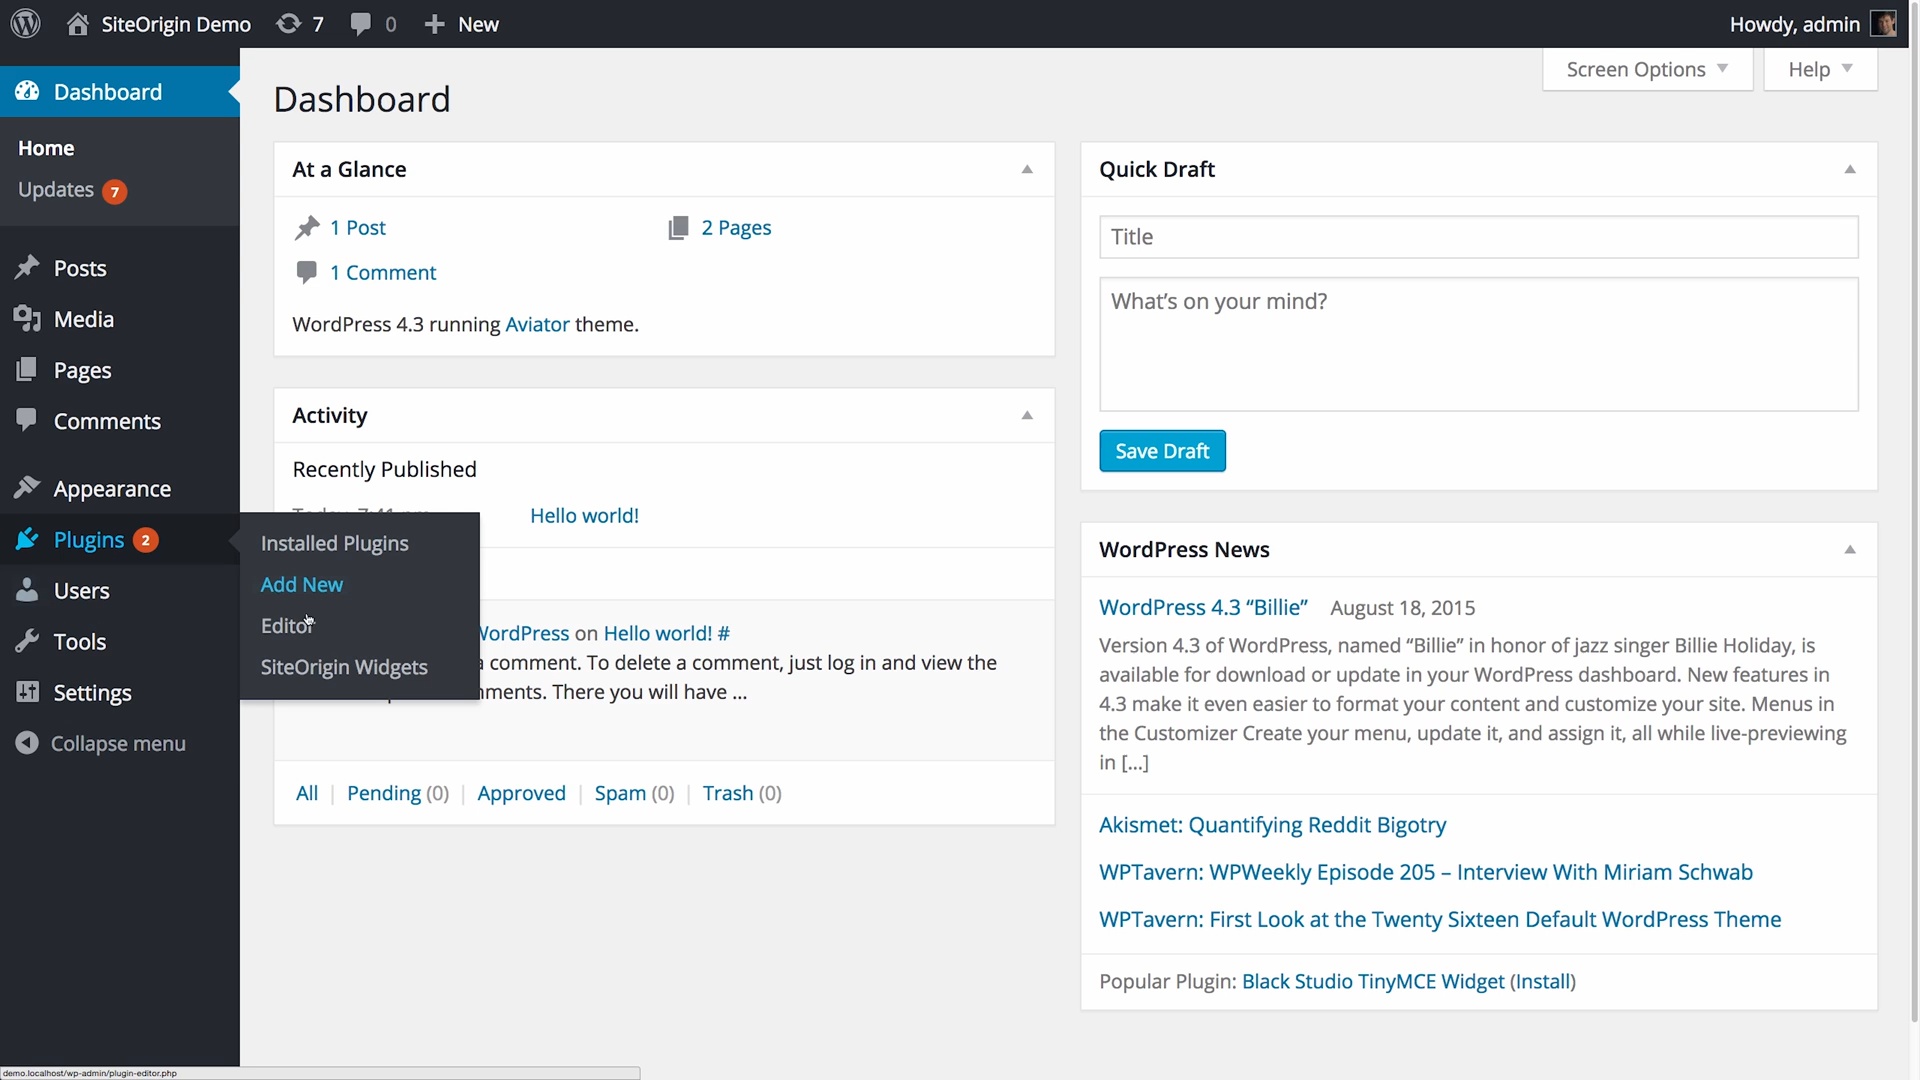 SiteOrigin Demo 7 0 New Howdy, admin
Screen Options Help
Dashboard
Home
Updates 7
Posts
Media
Pages
Comments
Appearance
Plugins 2
Users
Tools
Settings
Collapse menu
Installed Plugins
Add New
Editor
SiteOrigin Widgets
Dashboard
At a Glance
1 Post 2 Pages
1 Comment
WordPress 4.3 running Aviator theme.
Activity
Recently Published
Hello world!
WordPress on Hello world! #
a comment. To delete a comment, just log in and view the
There you will have ...
All | Pending (0) | Approved | Spam (0) | Trash (0)
Quick Draft
Title
What's on your mind?
Save Draft
WordPress News
WordPress 4.3 “Billie” August 18, 2015
Version 4.3 of WordPress, named “Billie” in honor of jazz singer Billie Holiday, is
available for download or update in your WordPress dashboard. New features in
4.3 make it even easier to format your content and customize your site. Menus in
the Customizer Create your menu, update it, and assign it, all while live-previewing
in [...]
Akismet: Quantifying Reddit Bigotry
WPTavern: WPWeekly Episode 205 – Interview With Miriam Schwab
WPTavern: First Look at the Twenty Sixteen Default WordPress Theme
Popular Plugin: Black Studio TinyMCE Widget (Install)
demo.localhost/wp-admin/plugin-editor.php